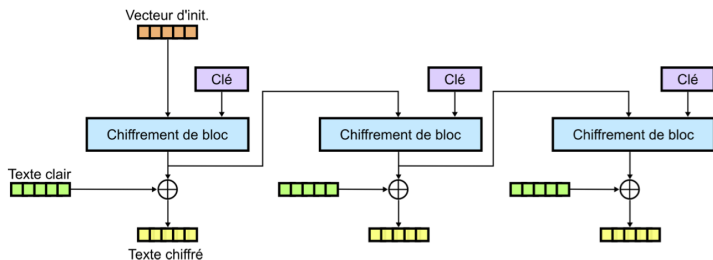 Vecteur d'init.
Clé
Clé
Clé
Chiffrement de bloc
Chiffrement de bloc
Chiffrement de bloc
Texte clair
Texte chiffré